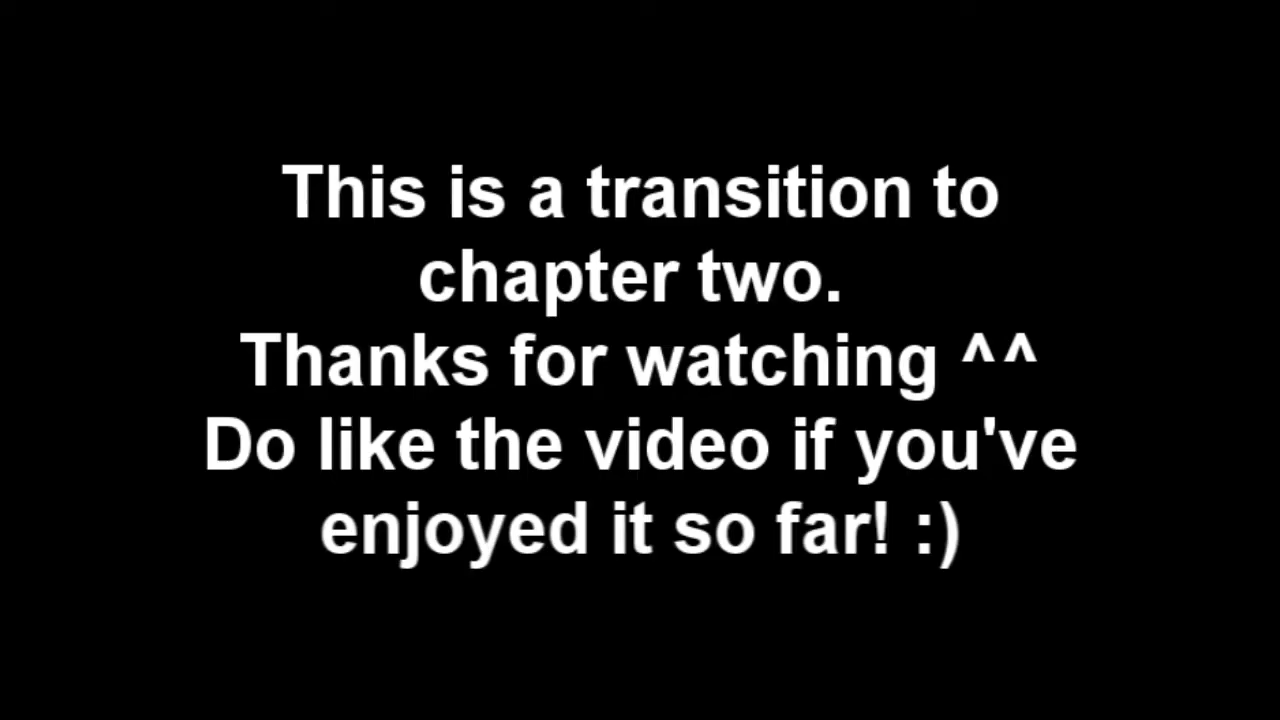 This is a transition to
chapter two.
Thanks for watching ^^
Do like the video if you've
enjoyed it so far! :)